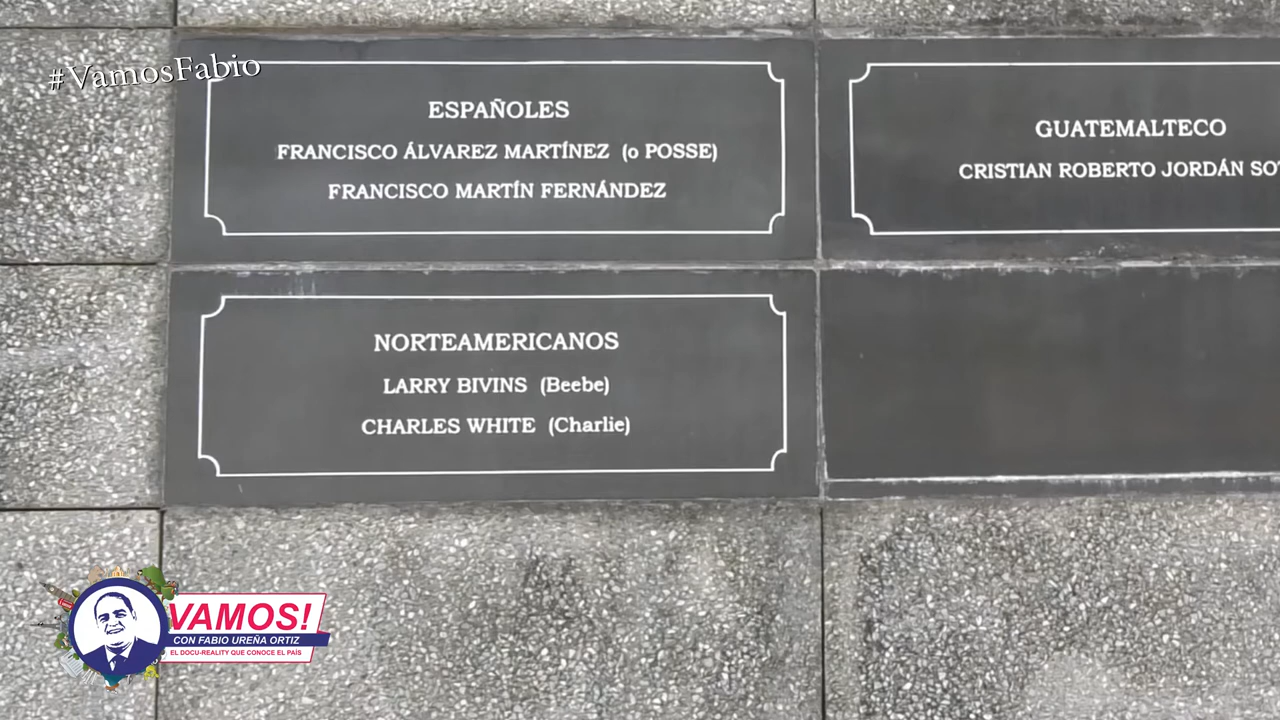 #VamosFabio
ESPAÑOLES
FRANCISCO ÁLVAREZ MARTÍNEZ (o POSSE)
FRANCISCO MARTÍN FERNÁNDEZ
GUATEMALTECO
CRISTIAN ROBERTO JORDÁN
NORTEAMERICANOS
LARRY BIVINS (Beebe)
CHARLES WHITE (Charlie)
VAMOS!
CON FABIO UREÑA ORTIZ
EL DOCU-REALITY QUE CONOCE EL PAÍS